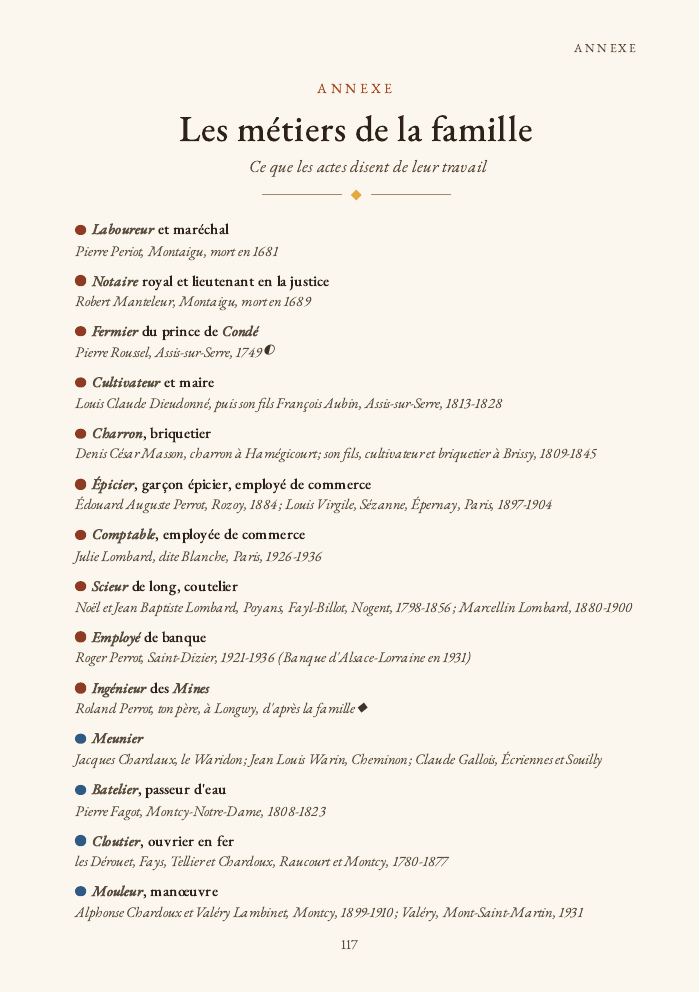 ANNEXE
ANNEXE
Les métiers de la famille
Ce que les actes disent de leur travail
Laboureur et maréchal
Pierre Periot, Montaigu, mort en 1681
Notaire royal et lieutenant en la justice
Robert Manteleur, Montaigu, mort en 1689
Fermier du prince de Condé
Pierre Roussel, Assis-sur-Serre, 1749◐
Cultivateur et maire
Louis Claude Dieudonné, puis son fils François Aubin, Assis-sur-Serre, 1813-1828
Charron, briquetier
Denis César Masson, charron à Hamégicourt; son fils, cultivateur et briquetier à Brissy, 1809-1845
Épicier, garçon épicier, employé de commerce
Édouard Auguste Perrot, Rozoy, 1884; Louis Virgile, Sézanne, Épernay, Paris, 1897-1904
Comptable, employée de commerce
Julie Lombard, dite Blanche, Paris, 1926-1936
Scieur de long, coutelier
Noël et Jean Baptiste Lombard, Poyans, Fayl-Billot, Nogent, 1798-1856; Marcellin Lombard, 1880-1900
Employé de banque
Roger Perrot, Saint-Dizier, 1921-1936 (Banque d'Alsace-Lorraine en 1931)
Ingénieur des Mines
Roland Perrot, ton père, à Longwy, d'après la famille◆
Meunier
Jacques Chardaux, le Waridon; Jean Louis Warin, Cheminon; Claude Gallois, Écriennes et Souilly
Batelier, passeur d'eau
Pierre Fagot, Montcy-Notre-Dame, 1808-1823
Cloutier, ouvrier en fer
les Dérouet, Fays, Tellier et Chardoux, Raucourt et Montcy, 1780-1877
Mouleur, manœuvre
Alphonse Chardoux et Valéry Lambinet, Montcy, 1899-1910; Valéry, Mont-Saint-Martin, 1931
117